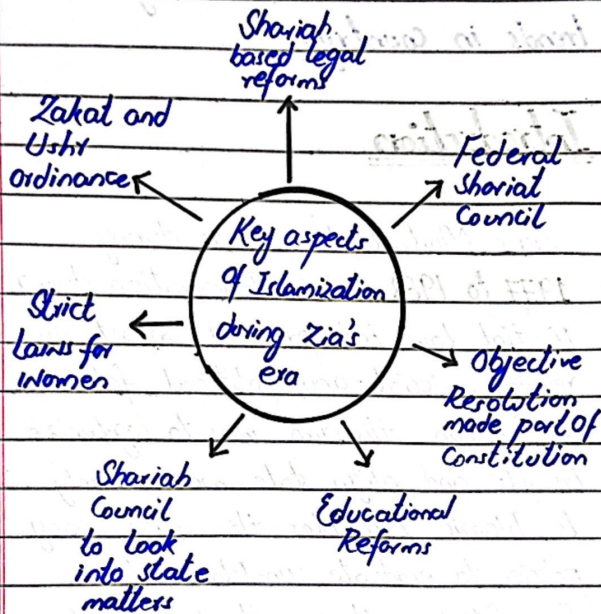 Shariah
based legal
reforms
Zakat and
Ushr
ordinance
Federal
Shariat
Council
Key aspects
of Islamization
during Zia's
era
Strict
Laws for
women
Objective
Resolution
made part of
Constitution
Shariah
Council
to look
into state
matters
Educational
Reforms